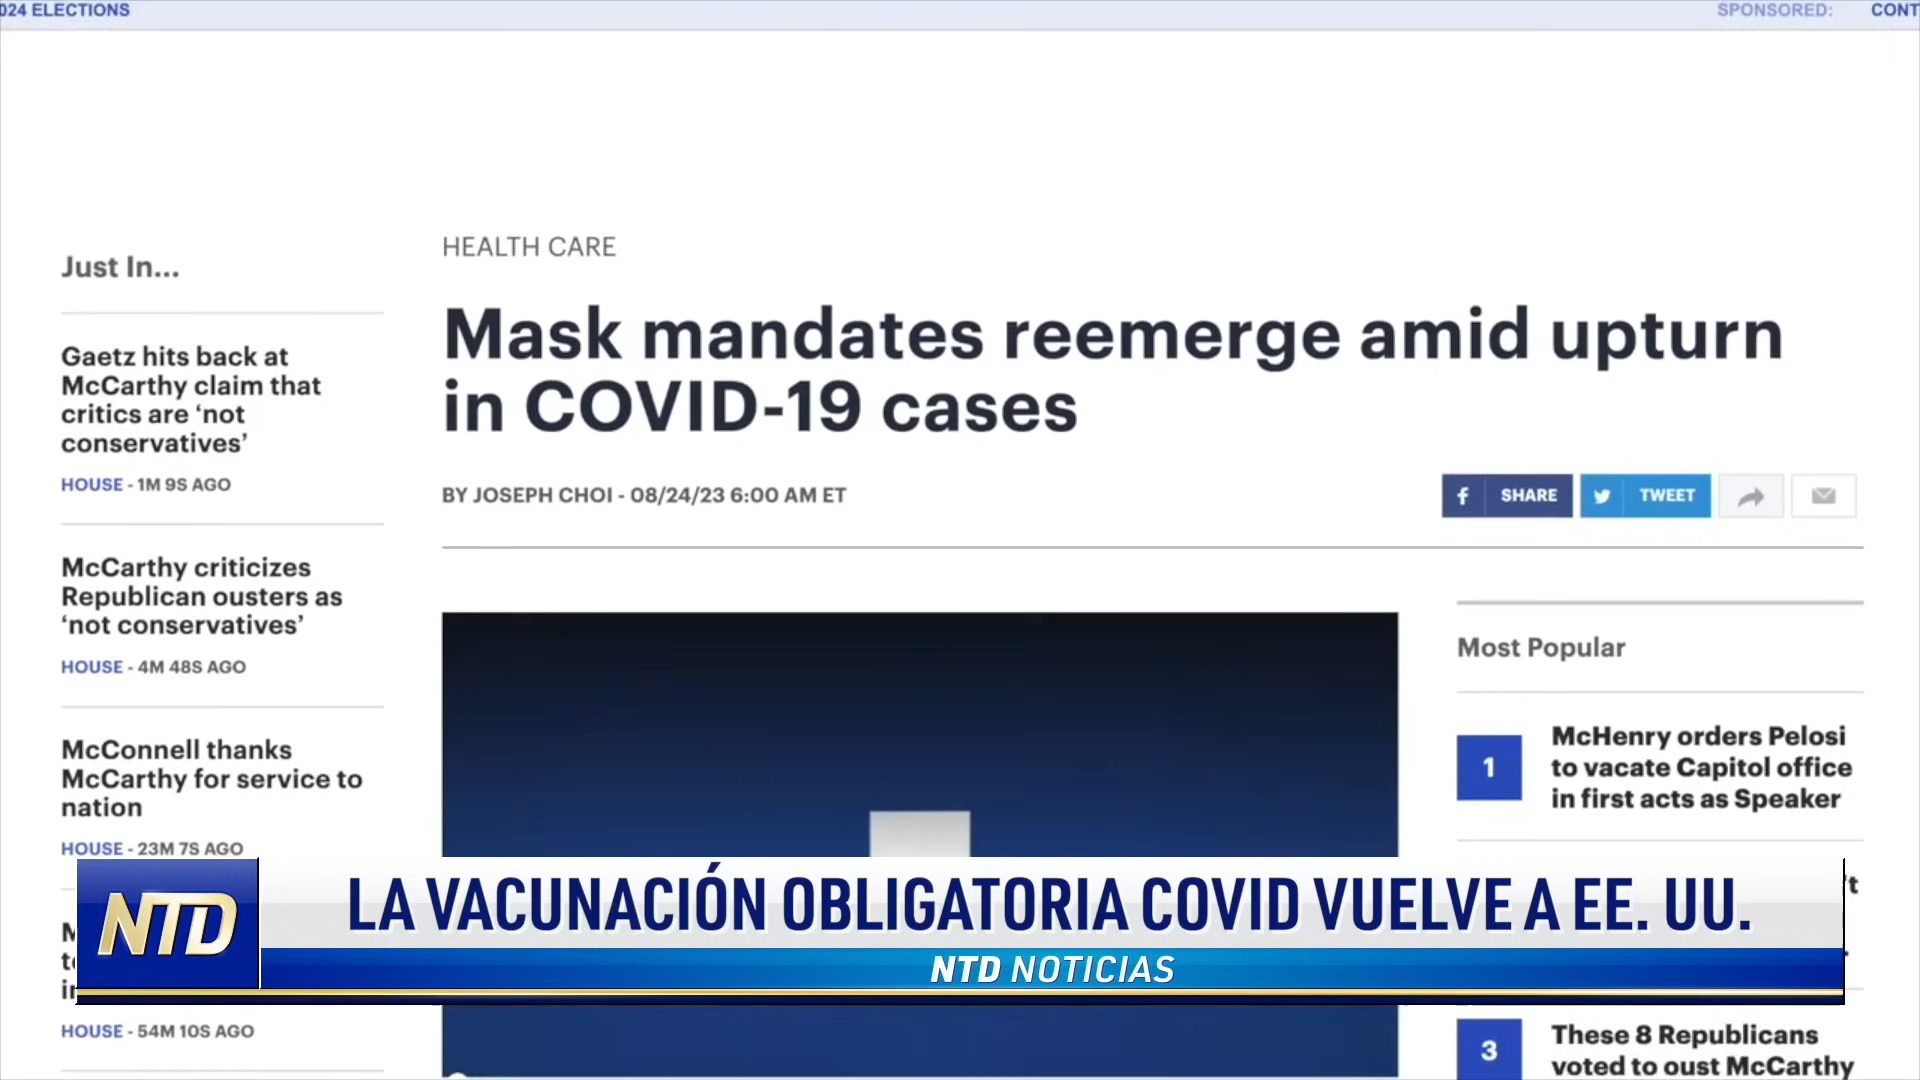 024 ELECTIONS
SPONSORED:
CONT
Just In...
Gaetz hits back at
McCarthy claim that
critics are ‘not
conservatives’
HOUSE - 1M 9S AGO
McCarthy criticizes
Republican ousters as
‘not conservatives’
HOUSE - 4M 48S AGO
McConnell thanks
McCarthy for service to
nation
HOUSE - 23M 7S AGO
HOUSE - 54M 10S AGO
HEALTH CARE
Mask mandates reemerge amid upturn
in COVID-19 cases
BY JOSEPH CHOI - 08/24/23 6:00 AM ET
f SHARE
TWEET
Most Popular
1
McHenry orders Pelosi
to vacate Capitol office
in first acts as Speaker
3
These 8 Republicans
voted to oust McCarthy
NTD
LA VACUNACIÓN OBLIGATORIA COVID VUELVE A EE. UU.
NTD NOTICIAS